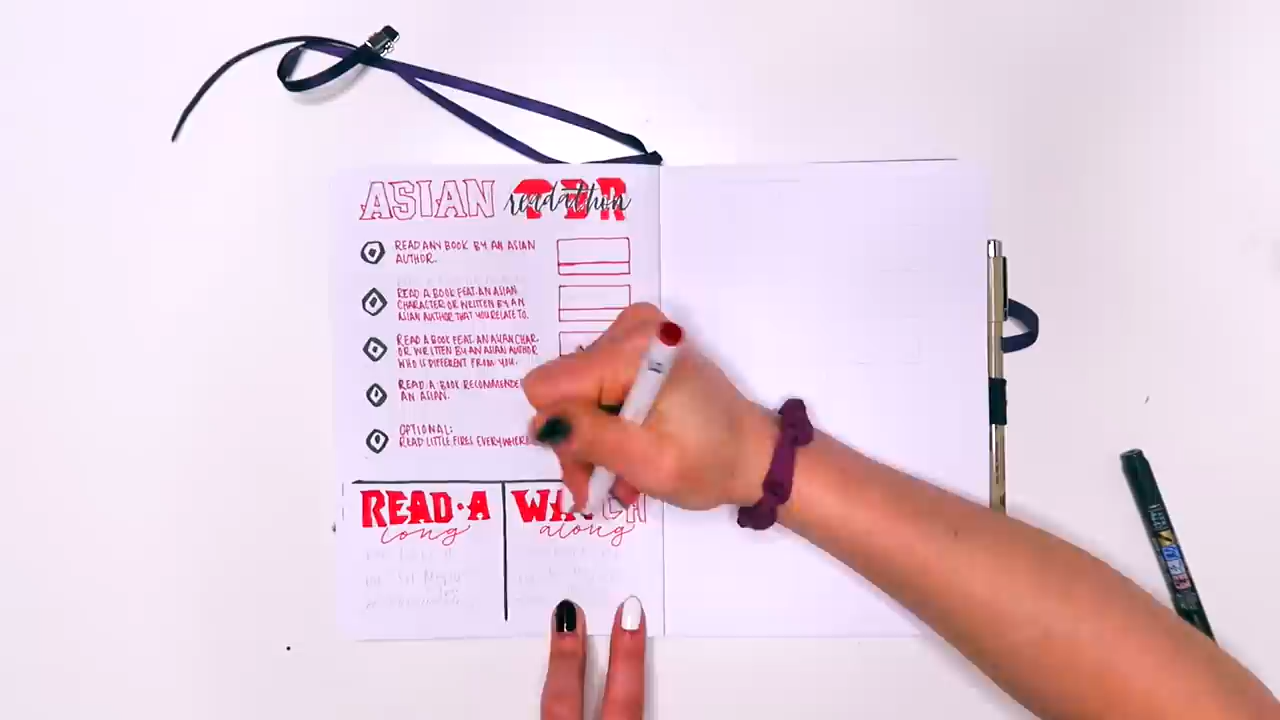 ASIAN TBR
readathon
READ ANY BOOK BY AN ASIAN
AUTHOR.
READ A BOOK FEAT. AN ASIAN
CHARACTER OR WRITTEN BY AN
ASIAN AUTHOR THAT YOU RELATE TO.
READ A BOOK FEAT. AN ASIAN CHAR.
OR WRITTEN BY AN ASIAN AUTHOR
WHO IS DIFFERENT FROM YOU.
READ A BOOK RECOMMENDE
AN ASIAN.
OPTIONAL:
READ LITTLE FIRES EVERYWHERE
READ·A
long
along